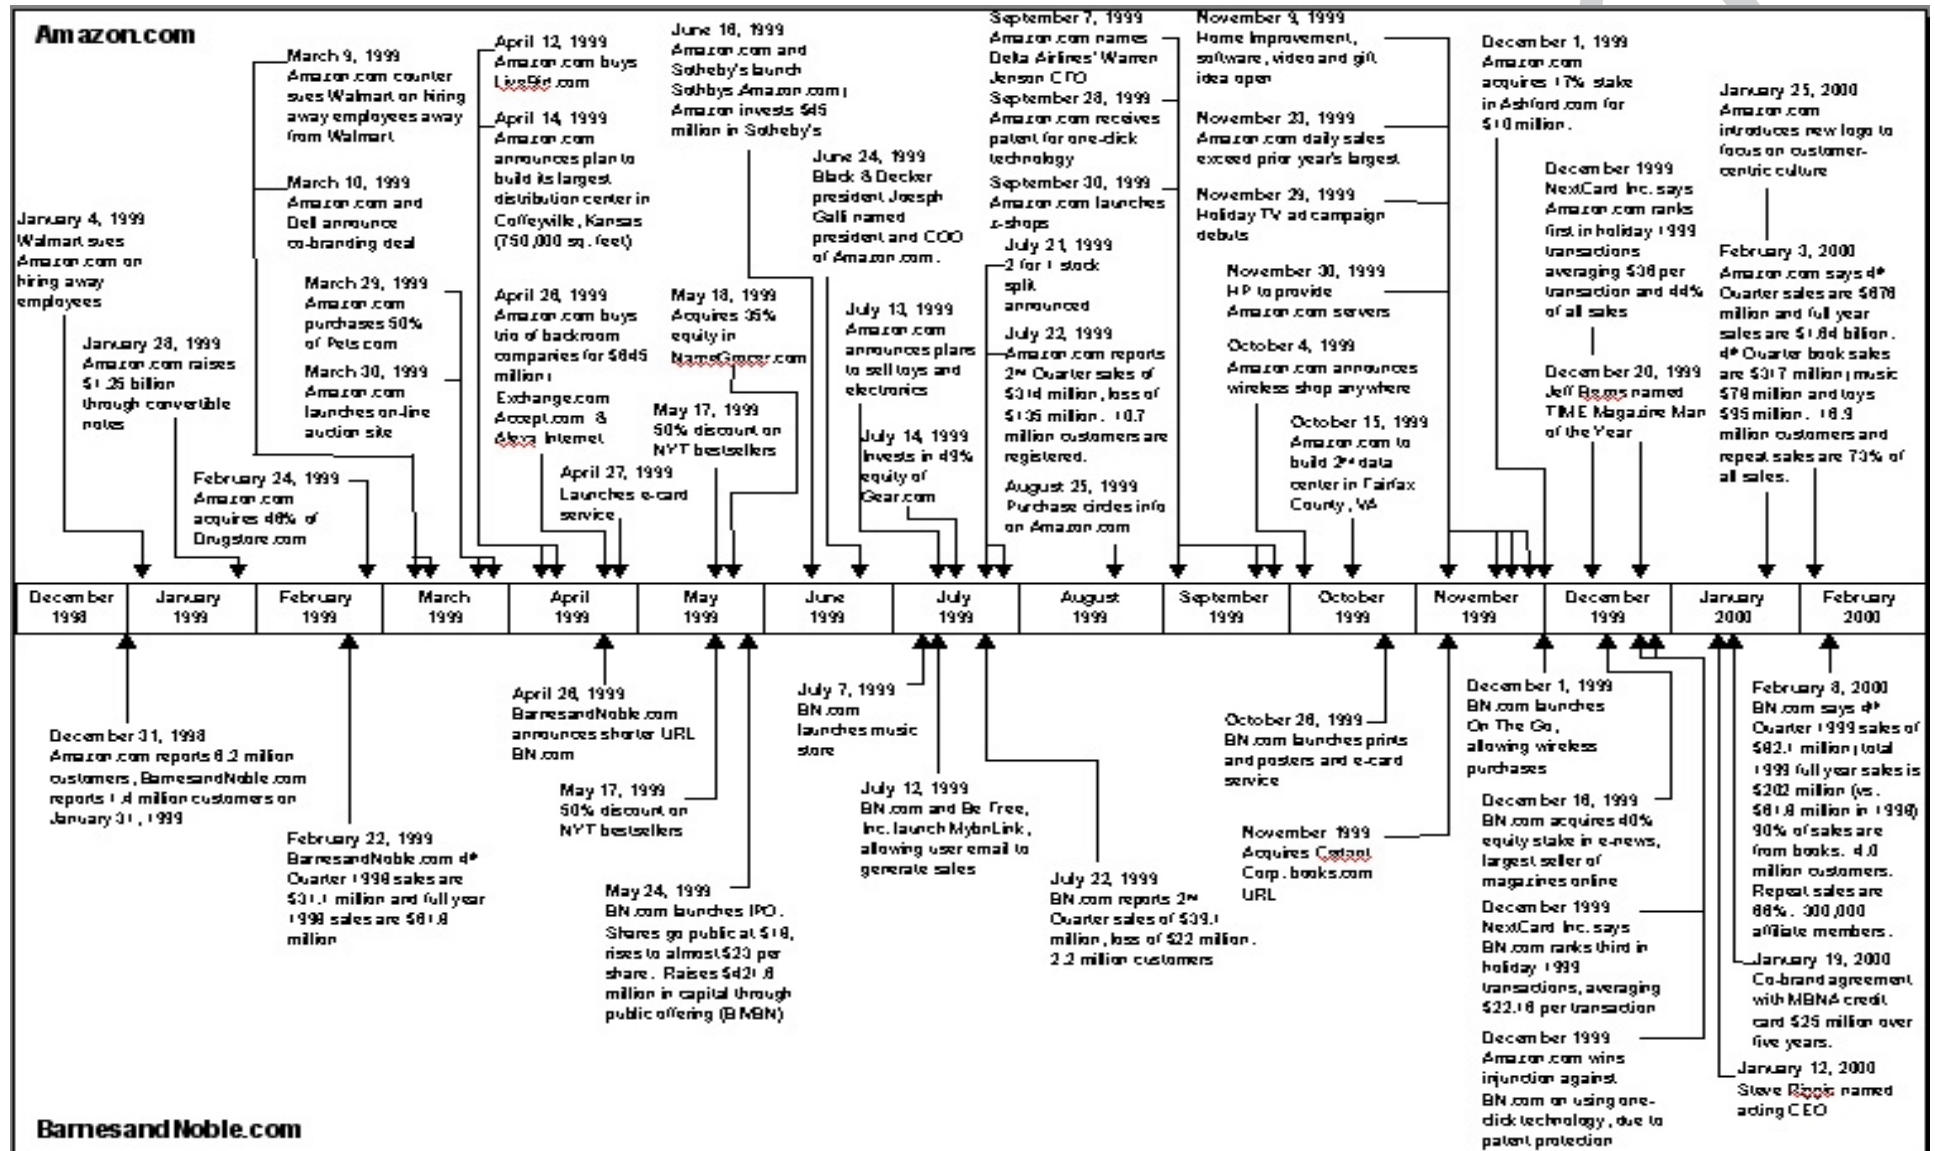 Amazon.com
January 4, 1999
Walmart sues
Amazon.com on
hiring away
employees
January 28, 1999
Amazon.com raises
$1.25 billion
through convertible
notes
February 24, 1999
Amazon.com
acquires 46% of
Drugstore.com
March 9, 1999
Amazon.com counter
sues Walmart on hiring
away employees away
from Walmart
March 10, 1999
Amazon.com and
Dell announce
co-branding deal
March 29, 1999
Amazon.com
purchases 50%
of Pets.com
March 30, 1999
Amazon.com
launches on-line
auction site
April 12, 1999
Amazon.com buys
LiveBid.com
April 14, 1999
Amazon.com
announces plan to
build its largest
distribution center in
Coffeyville, Kansas
(750,000 sq. feet)
April 26, 1999
Amazon.com buys
trio of backroom
companies for $645
million:
Exchange.com
Accept.com &
Alexa Internet
April 27, 1999
Launches e-card
service
June 16, 1999
Amazon.com and
Sotheby's launch
Sothbys.Amazon.com;
Amazon invests $45
million in Sotheby's
May 18, 1999
Acquires 35%
equity in
May 17, 1999
50% discount on
NYT bestsellers
June 24, 1999
Black & Decker
president Joesph
Galli named
president and COO
of Amazon.com.
July 13, 1999
Amazon.com
announces plans
to sell toys and
electronics
July 14, 1999
Invests in 49%
equity of
Gear.com
September 7, 1999
Amazon.com names
Delta Airlines' Warren
Jenson CFO
September 28, 1999
Amazon.com receives
patent for one-click
technology
September 30, 1999
Amazon.com launches
z-shops
July 21, 1999
2 for 1 stock
split
announced
July 22, 1999
Amazon.com reports
2nd Quarter sales of
$314 million, loss of
$135 million. 10.7
million customers are
registered.
August 25, 1999
Purchase circles info
on Amazon.com
November 9, 1999
Home Improvement,
software, video and gift
idea open
November 23, 1999
Amazon.com daily sales
exceed prior year's largest
November 29, 1999
Holiday TV ad campaign
debuts
November 30, 1999
HP to provide
Amazon.com servers
October 4, 1999
Amazon.com announces
wireless shop anywhere
October 15, 1999
Amazon.com to
build 2nd data
center in Fairfax
County, VA
December 1, 1999
Amazon.com
acquires 17% stake
in Ashford.com for
$10 million.
December 1999
NextCard Inc. says
Amazon.com ranks
first in holiday 1999
transactions
averaging $36 per
transaction and 44%
of all sales
December 20, 1999
Jeff Bezos named
TIME Magazine Man
of the Year
January 25, 2000
Amazon.com
introduces new logo to
focus on customer-
centric culture
February 3, 2000
Amazon.com says 4th
Quarter sales are $676
million and full year
sales are $1.64 billion.
4th Quarter book sales
are $317 million; music
$78 million and toys
$95 million. 16.9
million customers and
repeat sales are 73% of
all sales.
December 1998
January 1999
February 1999
March 1999
April 1999
May 1999
June 1999
July 1999
August 1999
September 1999
October 1999
November 1999
December 1999
January 2000
February 2000
December 31, 1998
Amazon.com reports 6.2 million
customers, BarnesandNoble.com
reports 1.4 million customers on
January 31, 1999
February 22, 1999
BarnesandNoble.com 4th
Quarter 1998 sales are
$31.1 million and full year
1998 sales are $61.8
million
April 26, 1999
BarnesandNoble.com
announces shorter URL
BN.com
May 17, 1999
50% discount on
NYT bestsellers
May 24, 1999
BN.com launches IPO.
Shares go public at $18,
rises to almost $23 per
share. Raises $421.6
million in capital through
public offering (BNBN)
July 7, 1999
BN.com
launches music
store
July 12, 1999
BN.com and Be Free,
Inc. launch MybnLink,
allowing user email to
generate sales
July 22, 1999
BN.com reports 2nd
Quarter sales of $39.1
million, loss of $22 million.
2.2 million customers
October 26, 1999
BN.com launches prints
and posters and e-card
service
November 1999
Acquires
Corp. books.com
URL
December 1, 1999
BN.com launches
On The Go,
allowing wireless
purchases
December 16, 1999
BN.com acquires 40%
equity stake in e-news,
largest seller of
magazines online
December 1999
NextCard Inc. says
BN.com ranks third in
holiday 1999
transactions, averaging
$22.16 per transaction
December 1999
Amazon.com wins
injunction against
BN.com on using one-
click technology, due to
patent protection
February 8, 2000
BN.com says 4th
Quarter 1999 sales of
$82.1 million; total
1999 full year sales is
$202 million (vs.
$61.8 million in 1998)
90% of sales are
from books. 4.0
million customers.
Repeat sales are
66%. 300,000
affiliate members.
January 19, 2000
Co-brand agreement
with MBNA credit
card $25 million over
five years.
January 12, 2000
Steve Riggio named
acting CEO
BarnesandNoble.com